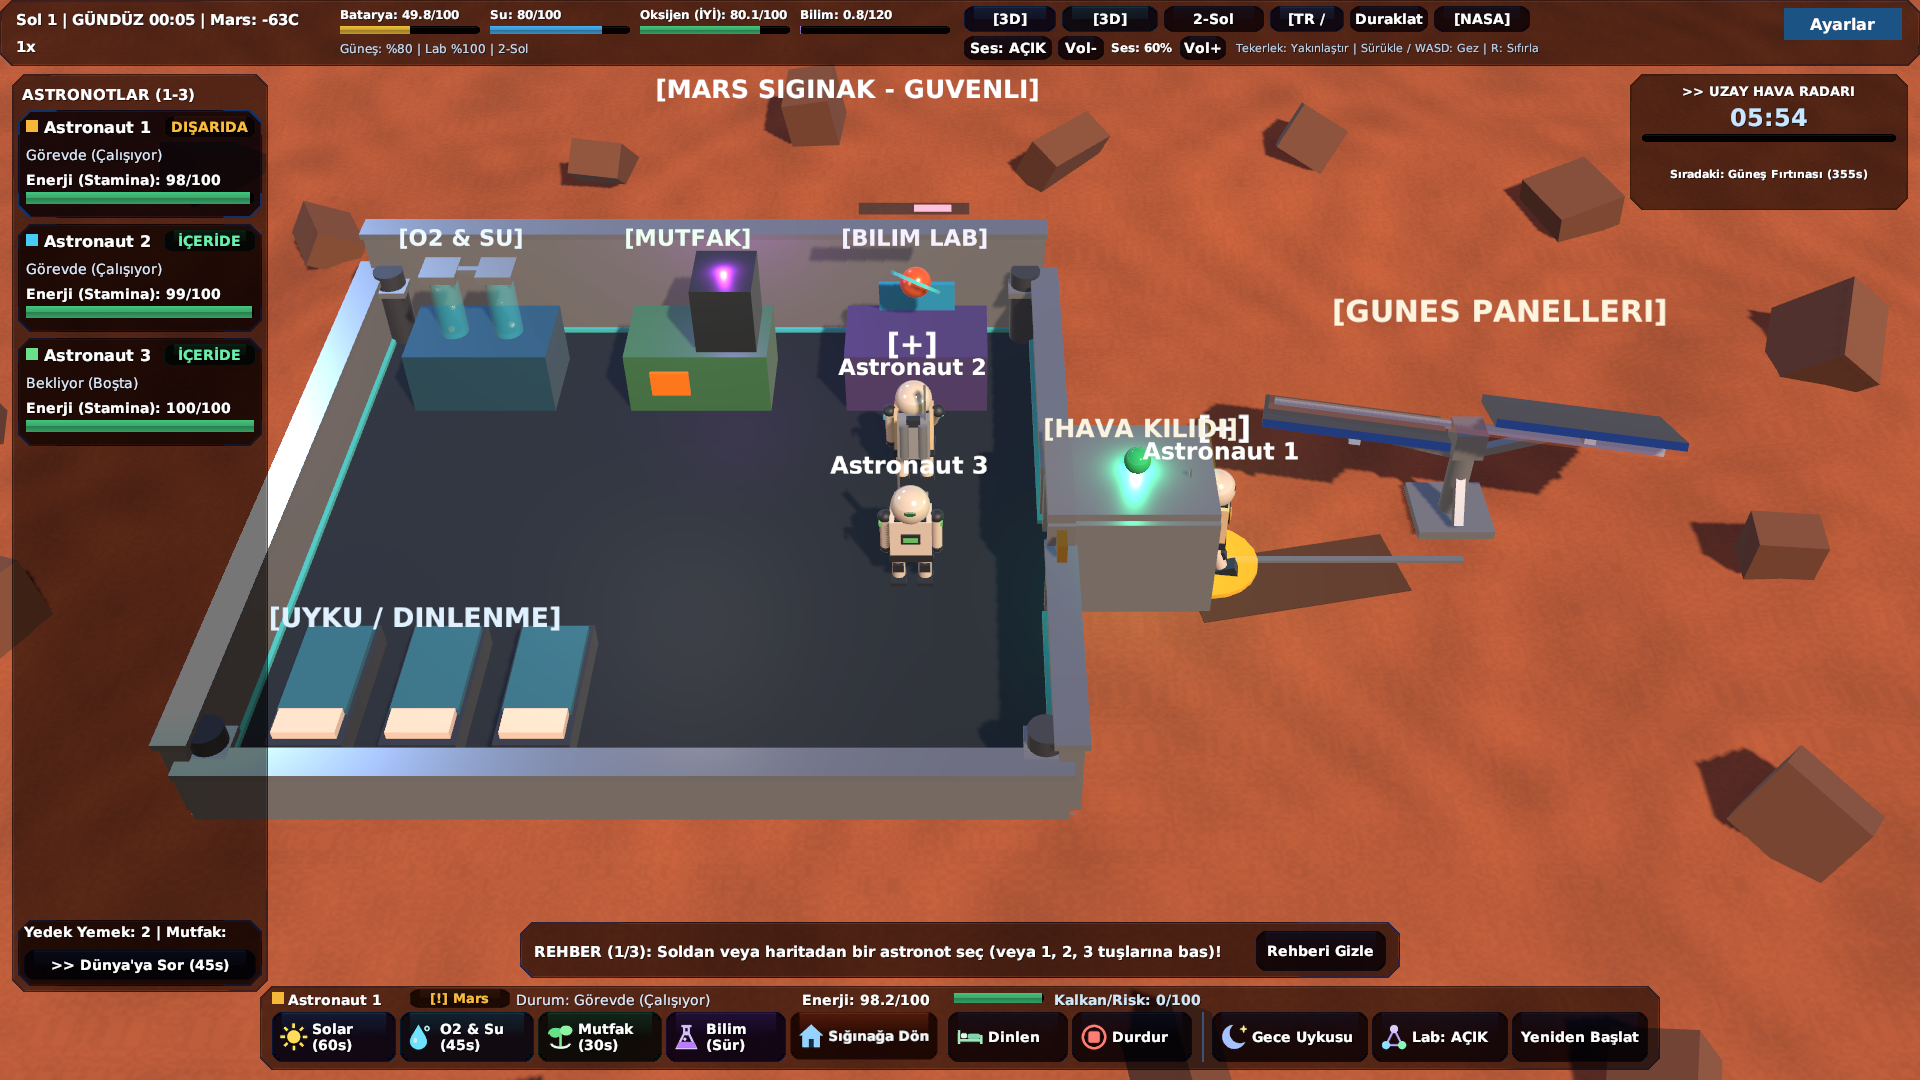 Sol 1 | GÜNDÜZ 00:05 | Mars: -63C
1x
Batarya: 49.8/100
Su: 80/100
Oksijen (İYİ): 80.1/100
Bilim: 0.8/120
Güneş: %80 | Lab %100 | 2-Sol
[3D]
[3D]
2-Sol
[TR /
Duraklat
[NASA]
Ses: AÇIK
Vol-
Ses: 60%
Vol+
Tekerlek: Yakınlaştır | Sürükle / WASD: Gez | R: Sıfırla
Ayarlar
ASTRONOTLAR (1-3)
Astronaut 1
DIŞARIDA
Görevde (Çalışıyor)
Enerji (Stamina): 98/100
Astronaut 2
İÇERİDE
Görevde (Çalışıyor)
Enerji (Stamina): 99/100
Astronaut 3
İÇERİDE
Bekliyor (Boşta)
Enerji (Stamina): 100/100
Yedek Yemek: 2 | Mutfak:
>> Dünya'ya Sor (45s)
>> UZAY HAVA RADARI
05:54
Sıradaki: Güneş Fırtınası (355s)
[MARS SIGINAK - GUVENLI]
[O2 & SU]
[MUTFAK]
[BILIM LAB]
[GUNES PANELLERI]
[+]
Astronaut 2
[HAVA KILIDI]
[+]
Astronaut 1
Astronaut 3
[UYKU / DINLENME]
REHBER (1/3): Soldan veya haritadan bir astronot seç (veya 1, 2, 3 tuşlarına bas)!
Rehberi Gizle
Astronaut 1
[!] Mars
Durum: Görevde (Çalışıyor)
Enerji: 98.2/100
Kalkan/Risk: 0/100
Solar
(60s)
O2 & Su
(45s)
Mutfak
(30s)
Bilim
(Sür)
Sığınağa Dön
Dinlen
Durdur
Gece Uykusu
Lab: AÇIK
Yeniden Başlat